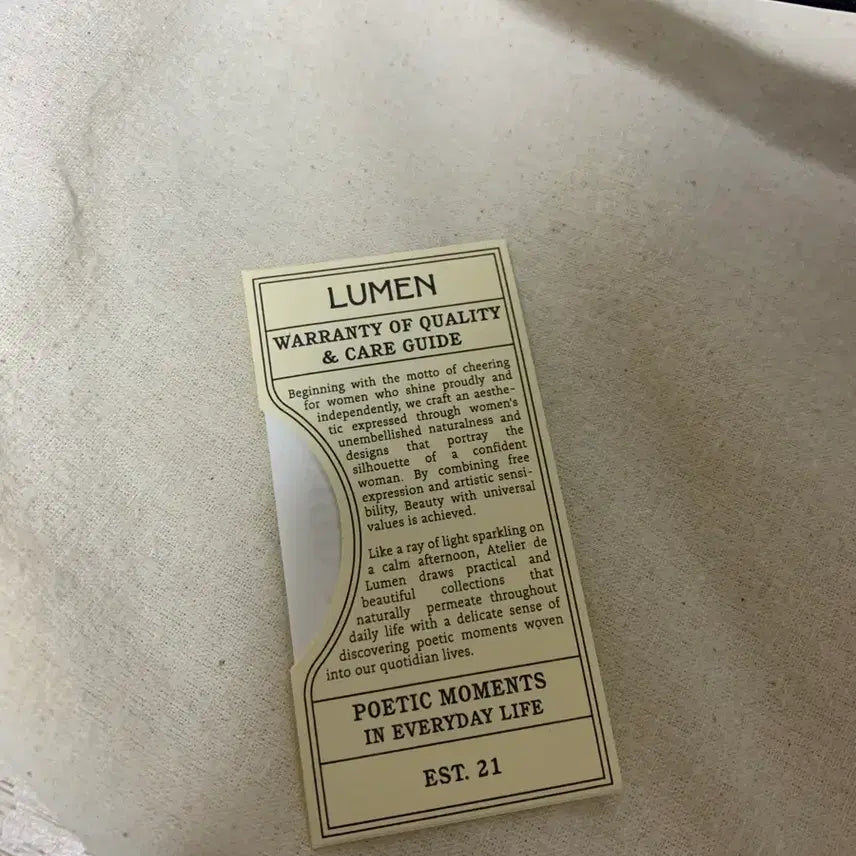 LUMEN
WARRANTY OF QUALITY
& CARE GUIDE
Beginning with the motto of cheering
for women who shine proudly and
independently, we craft an aesthe-
tic expressed through women's
unembellished naturalness and
designs that portray the
silhouette of a confident
woman. By combining free
expression and artistic sensi-
bility, Beauty with universal
values is achieved.
Like a ray of light sparkling on
a calm afternoon, Atelier de
Lumen draws practical and
beautiful collections that
naturally permeate throughout
daily life with a delicate sense of
discovering poetic moments woven
into our quotidian lives.
POETIC MOMENTS
IN EVERYDAY LIFE
EST. 21